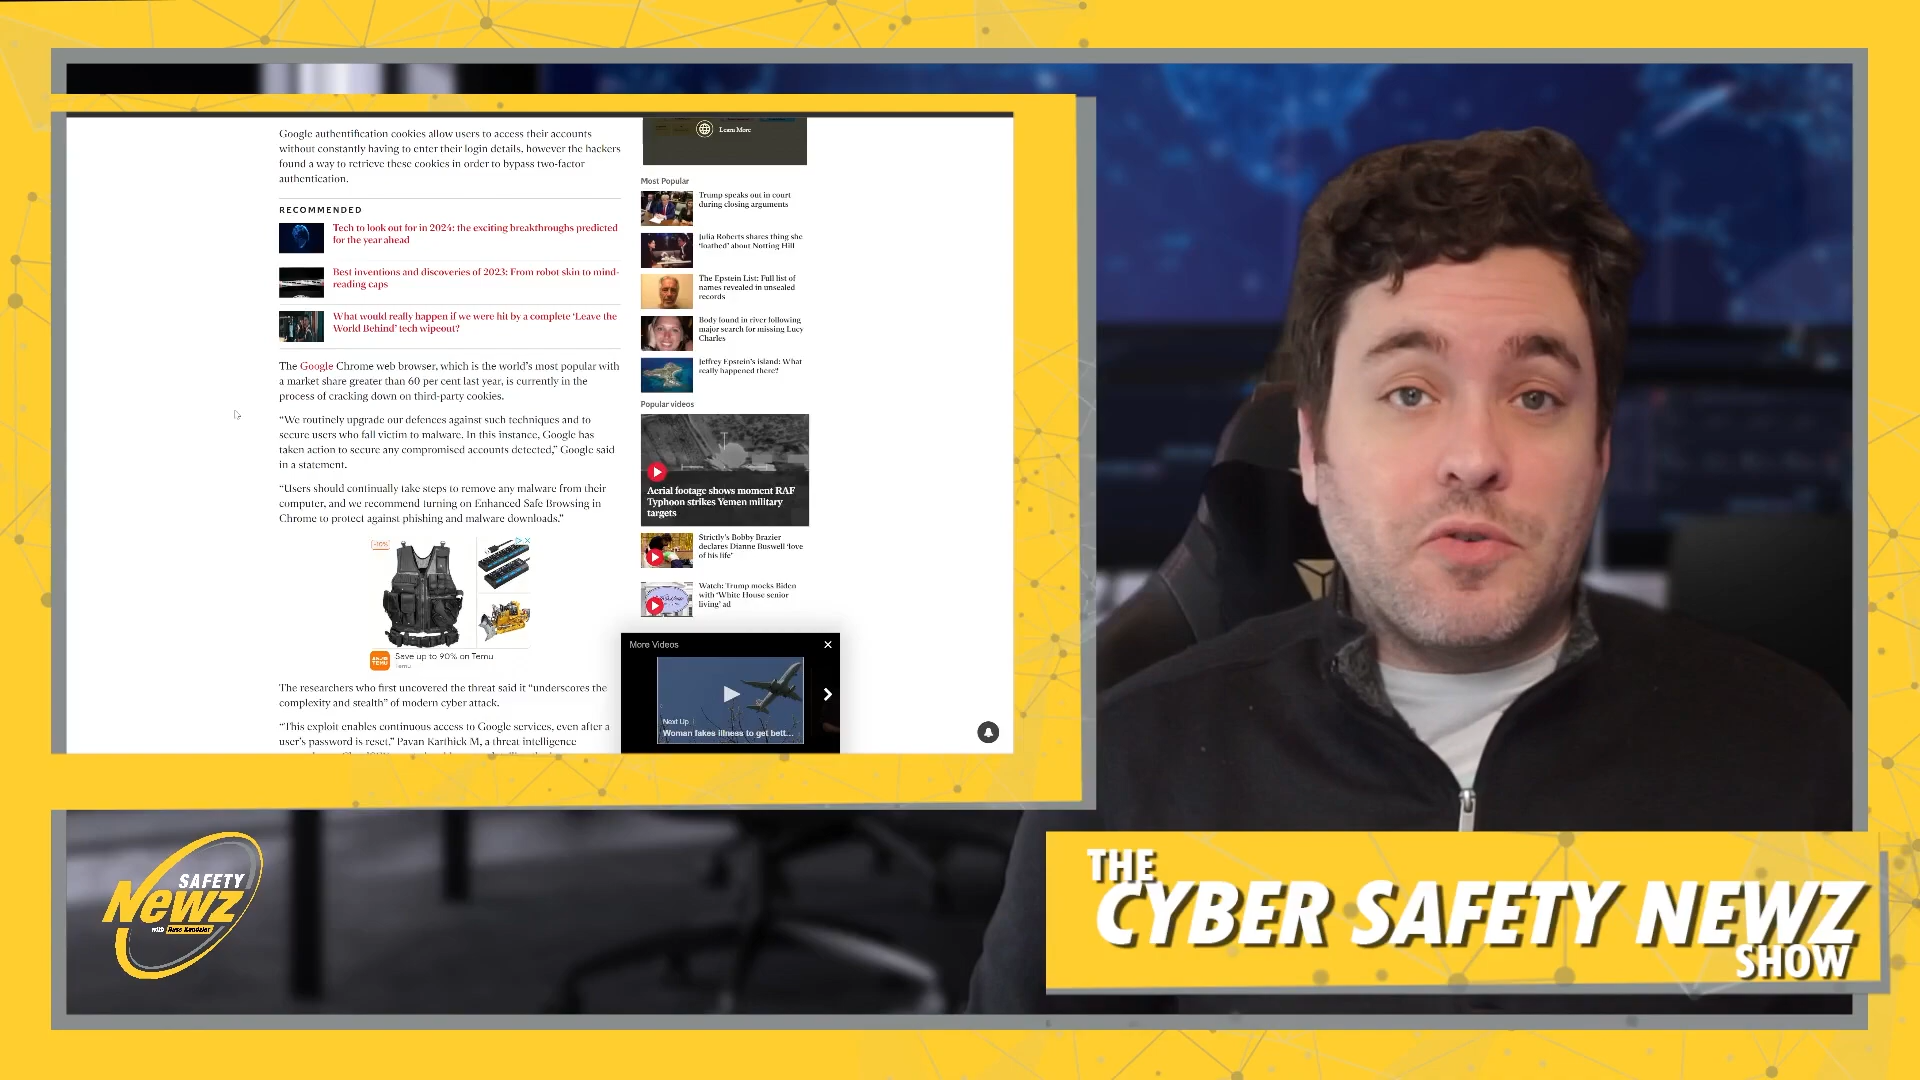 Google authentification cookies allow users to access their accounts
without constantly having to enter their login details, however the hackers
found a way to retrieve these cookies in order to bypass two-factor
authentication.
RECOMMENDED
Tech to look out for in 2024: the exciting breakthroughs predicted
for the year ahead
Best inventions and discoveries of 2023: From robot skin to mind-
reading caps
What would really happen if we were hit by a complete ‘Leave the
World Behind’ tech wipeout?
The Google Chrome web browser, which is the world’s most popular with
a market share greater than 60 per cent last year, is currently in the
process of cracking down on third-party cookies.
“We routinely upgrade our defences against such techniques and to
secure users who fall victim to malware. In this instance, Google has
taken action to secure any compromised accounts detected,” Google said
in a statement.
“Users should continually take steps to remove any malware from their
computer, and we recommend turning on Enhanced Safe Browsing in
Chrome to protect against phishing and malware downloads.”
-10%
TEMU
Save up to 90% on Temu
Temu
The researchers who first uncovered the threat said it “underscores the
complexity and stealth” of modern cyber attack.
“This exploit enables continuous access to Google services, even after a
user’s password is reset,” Pavan Karthick M, a threat intelligence
Learn More
Most Popular
Trump speaks out in court
during closing arguments
Julia Roberts shares thing she
‘loathed’ about Notting Hill
The Epstein List: Full list of
names revealed in unsealed
records
Body found in river following
major search for missing Lucy
Charles
Jeffrey Epstein’s island: What
really happened there?
Popular videos
Aerial footage shows moment RAF
Typhoon strikes Yemen military
targets
Strictly’s Bobby Brazier
declares Dianne Buswell ‘love
of his life’
Watch: Trump mocks Biden
with ‘White House senior
living’ ad
More Videos
Next Up
Woman fakes illness to get bett...
SAFETY
Newz
with Russ Kendzior
THE
CYBER SAFETY NEWZ
SHOW